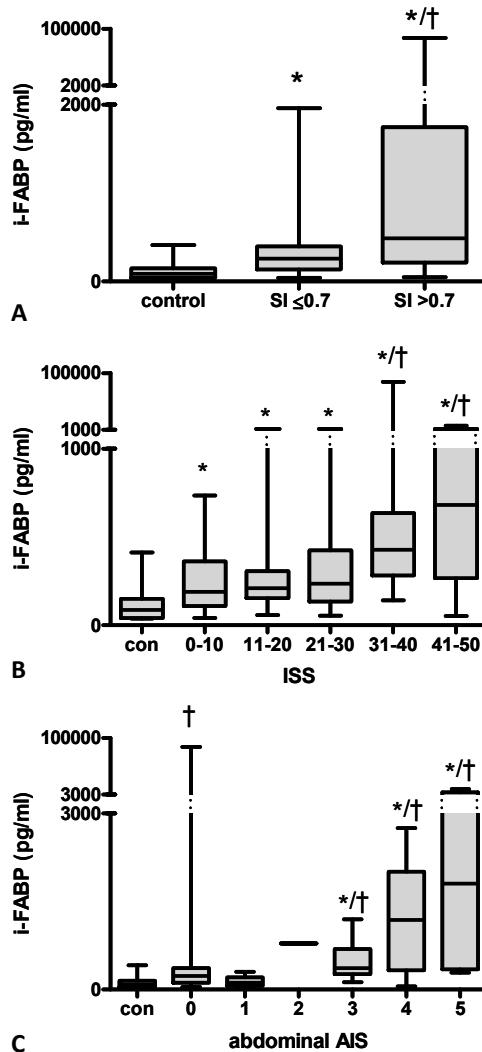 */†
100000
*
2000
2000
i-FABP (pg/ml)
0
control SI ≤0.7 SI >0.7
A
*/†
*/†
100000
* *
1000
1000
*
i-FABP (pg/ml)
0
con 0-10 11-20 21-30 31-40 41-50
B ISS
†
100000
*/†
3000
*/†
3000
i-FABP (pg/ml)
*/†
0
con 0 1 2 3 4 5
C abdominal AIS